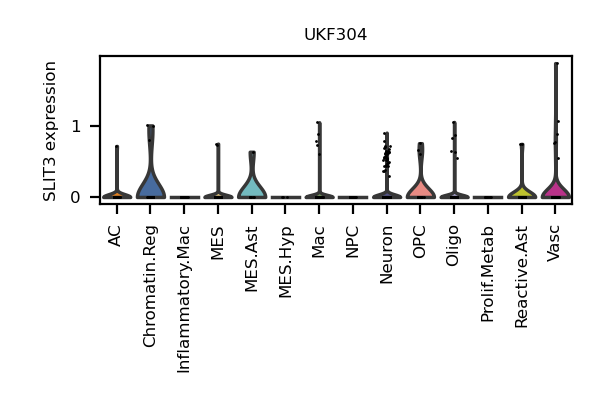 UKF304
SLIT3 expression
1
0
AC
Chromatin.Reg
Inflammatory.Mac
MES
MES.Ast
MES.Hyp
Mac
NPC
Neuron
OPC
Oligo
Prolif.Metab
Reactive.Ast
Vasc